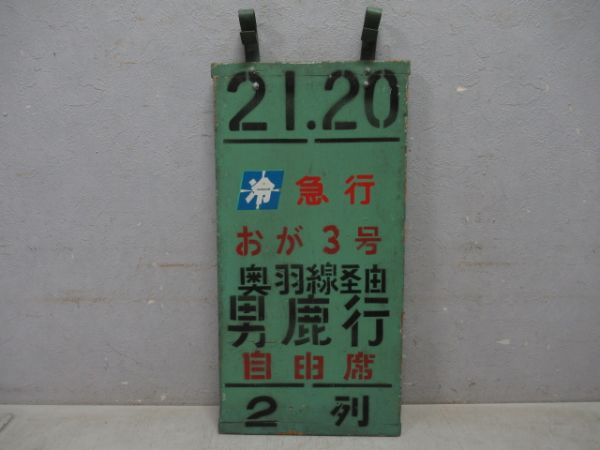 21.20
冷 急行
おが3号
奥羽線経由
男鹿行
自由席
2列